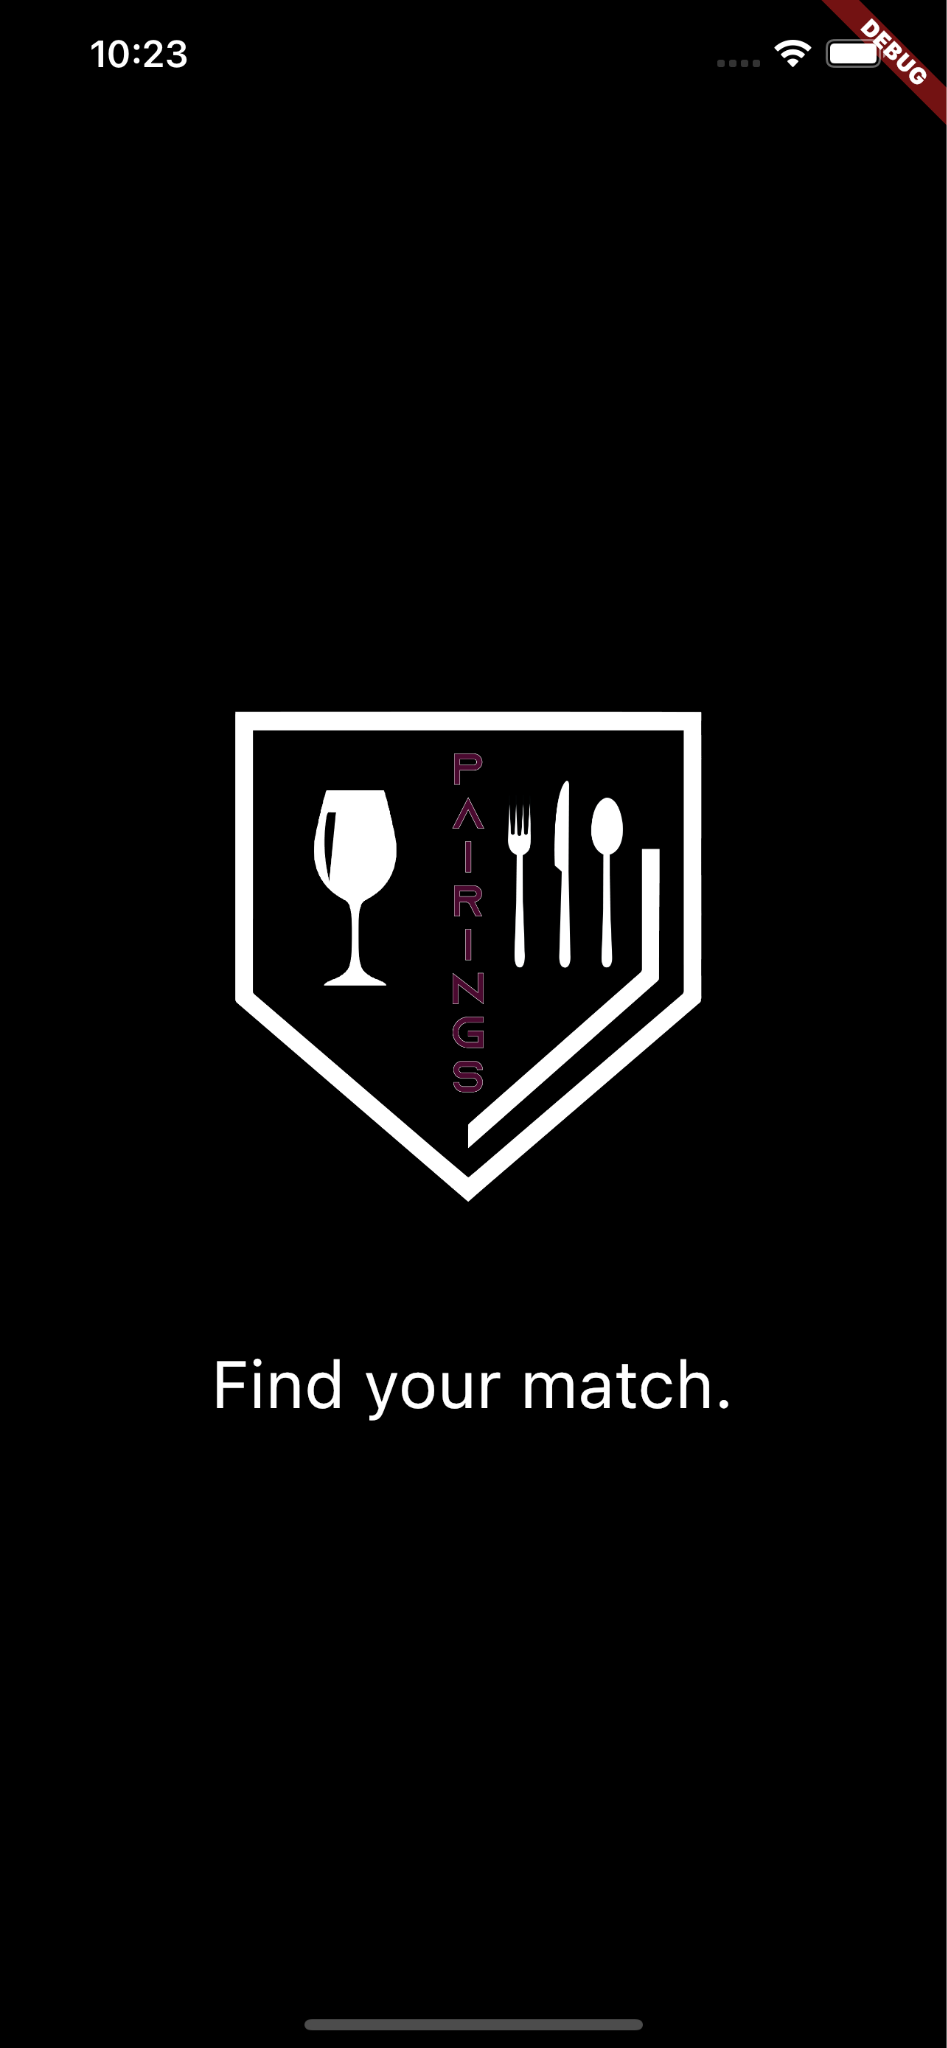 10:23
DEBUG
PAIRINGS
Find your match.